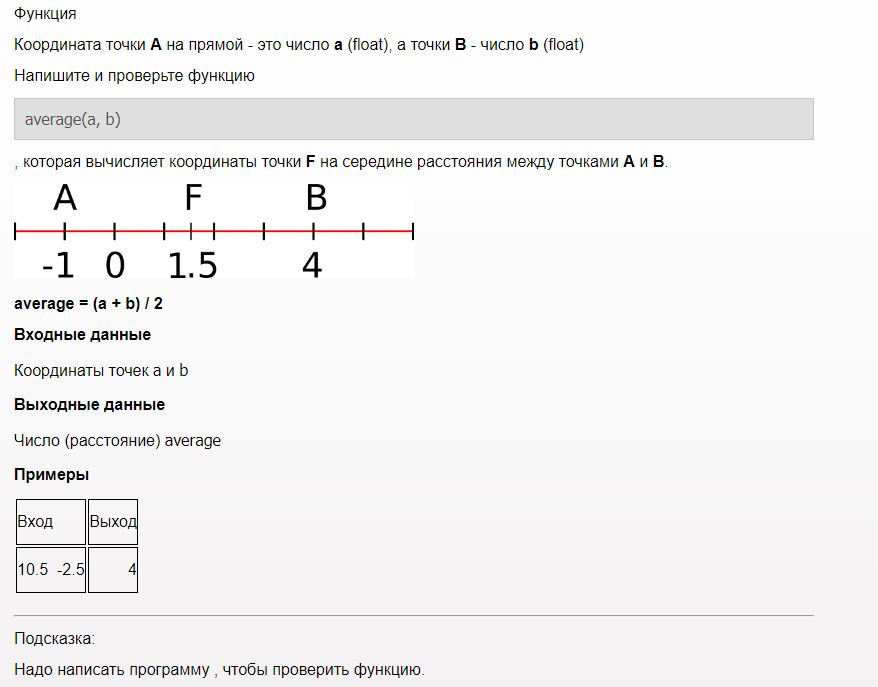 Функция
Координата точки A на прямой - это число a (float), а точки B - число b (float)
Напишите и проверьте функцию
average(a, b)
, которая вычисляет координаты точки F на середине расстояния между точками A и B.
A F B
-1 0 1.5 4
average = (a + b) / 2
Входные данные
Координаты точек a и b
Выходные данные
Число (расстояние) average
Примеры
Вход Выход
10.5 -2.5 4
Подсказка:
Надо написать программу , чтобы проверить функцию.